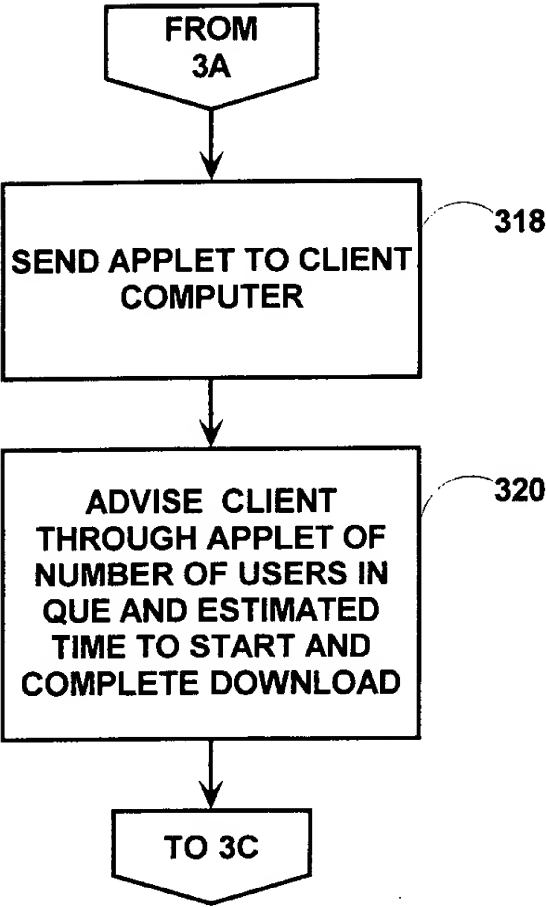 FROM
3A
318
SEND APPLET TO CLIENT
COMPUTER
320
ADVISE CLIENT
THROUGH APPLET OF
NUMBER OF USERS IN
QUE AND ESTIMATED
TIME TO START AND
COMPLETE DOWNLOAD
TO 3C